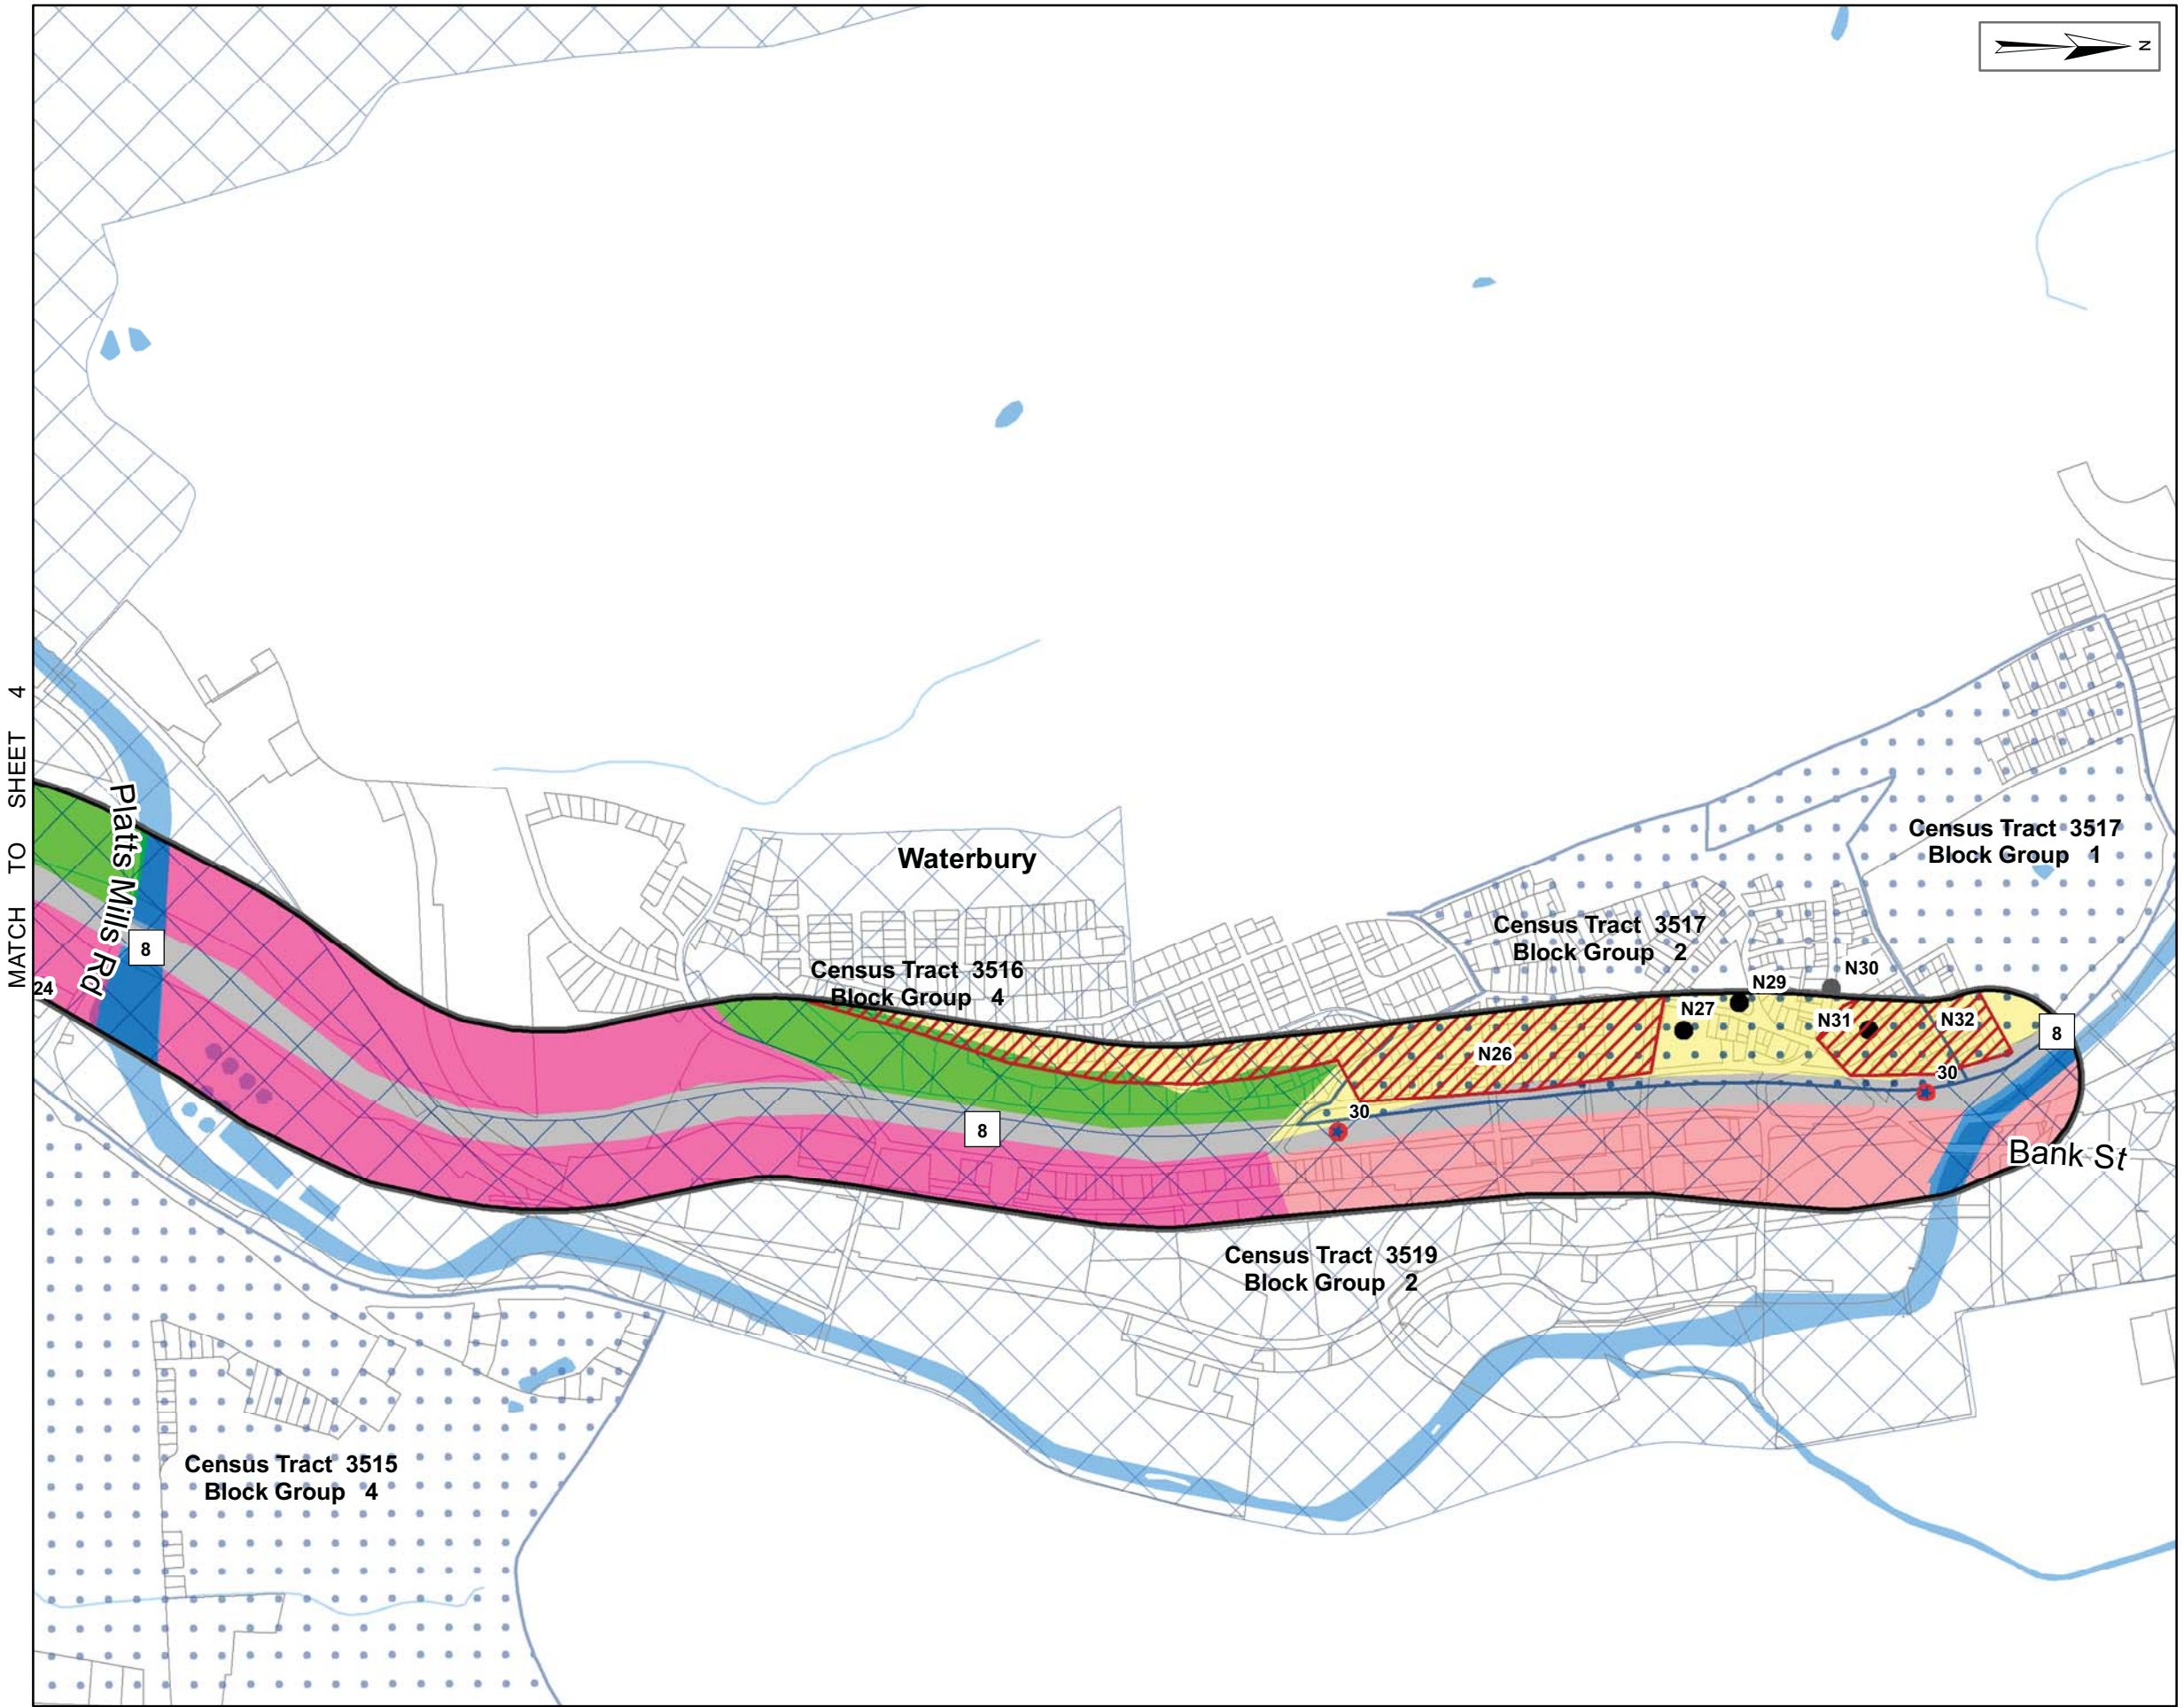 N
MATCH TO SHEET 4
Platts Mills Rd
8
24
Waterbury
Census Tract 3516
Block Group 4
Census Tract 3517
Block Group 2
Census Tract 3517
Block Group 1
N29
N30
N27
N31
N32
N26
8
30
30
8
Bank St
Census Tract 3519
Block Group 2
Census Tract 3515
Block Group 4